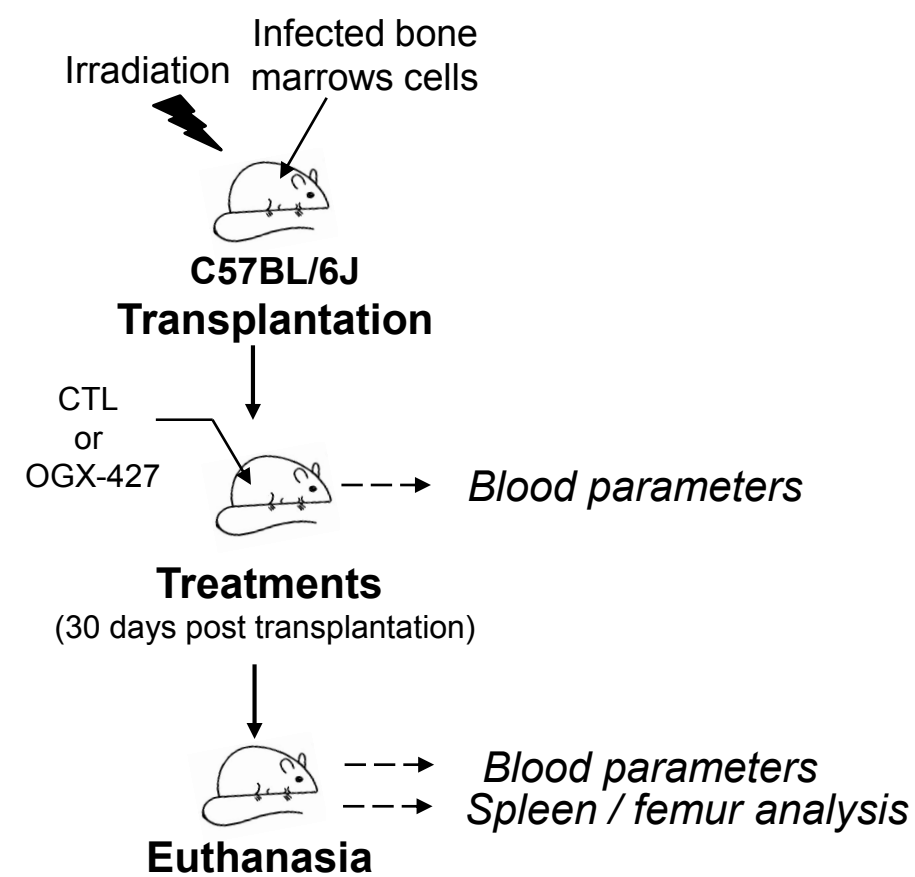 Irradiation
Infected bone
marrows cells
C57BL/6J
Transplantation
CTL
or
OGX-427
Blood parameters
Treatments
(30 days post transplantation)
Blood parameters
Spleen / femur analysis
Euthanasia